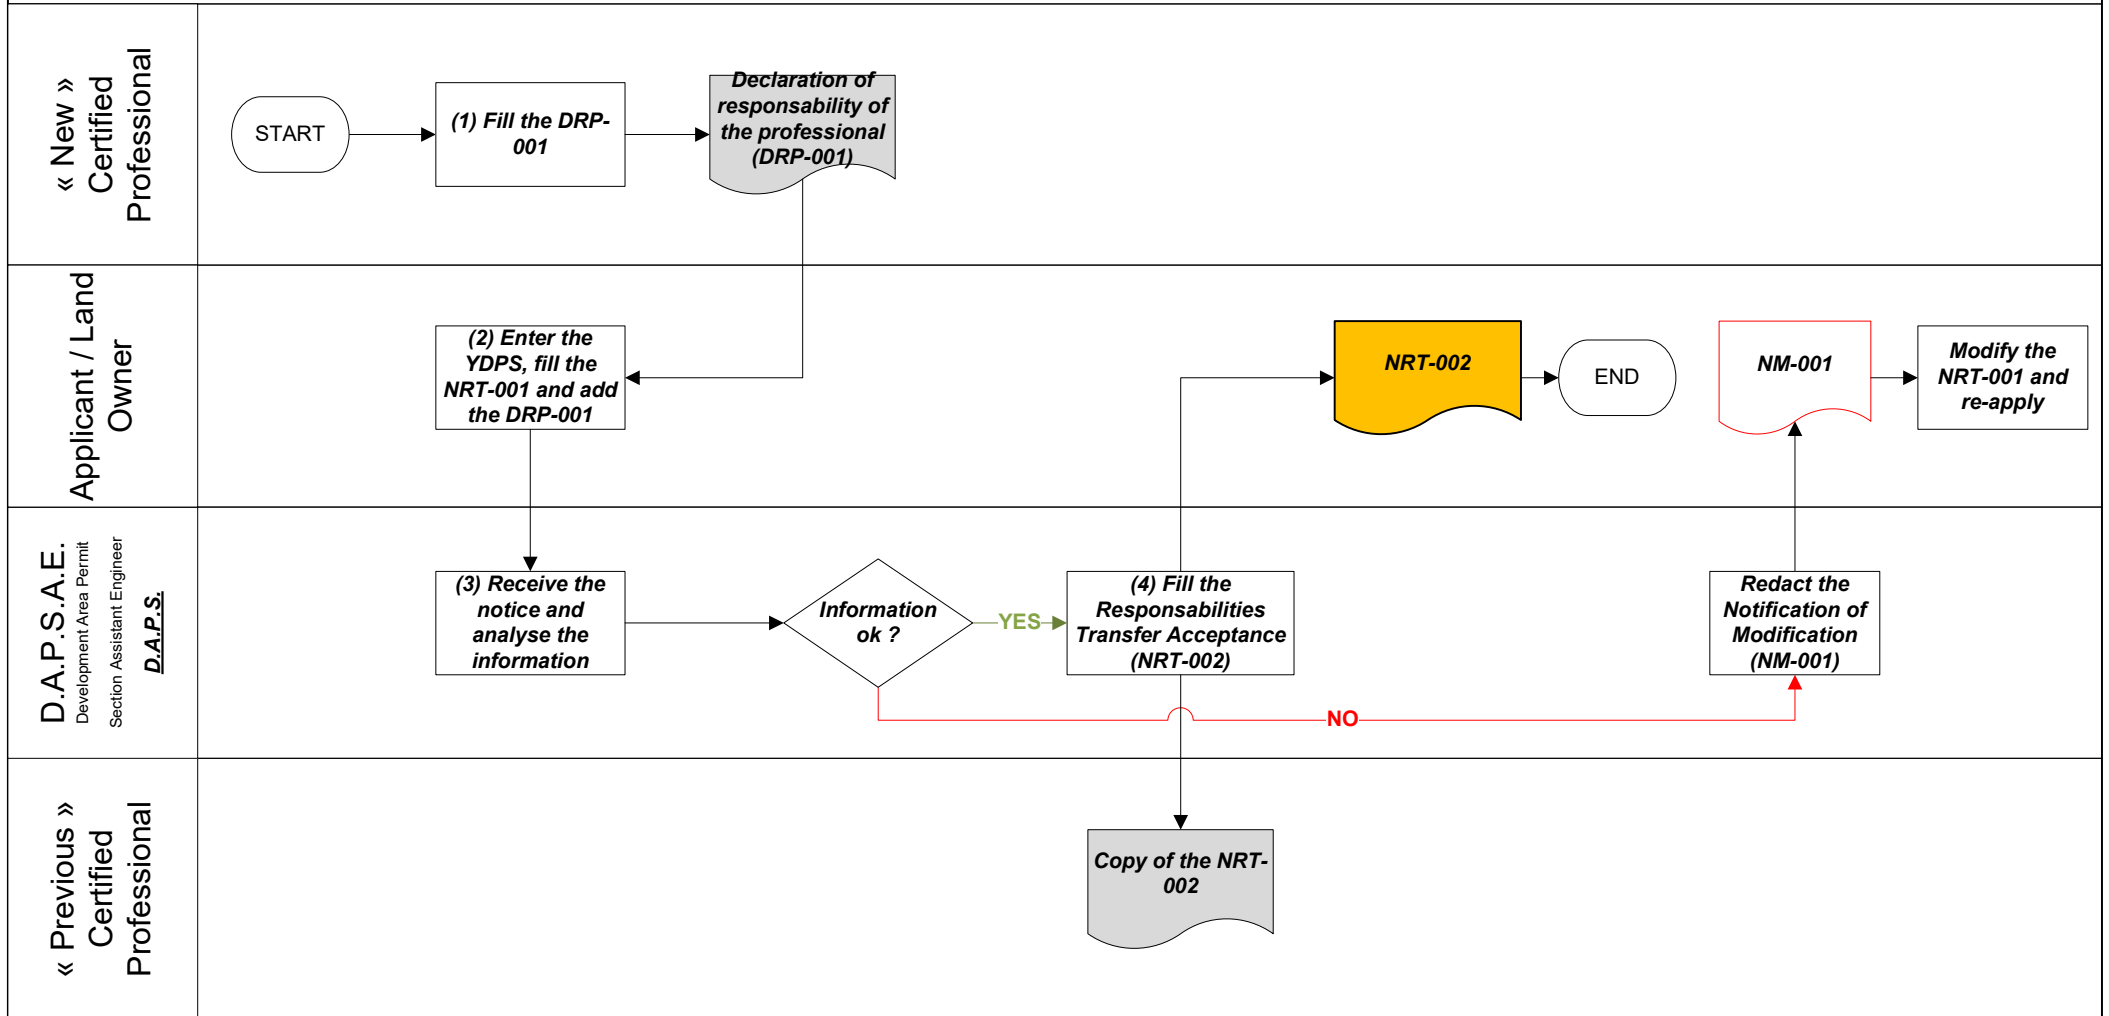 « New »
Certified
Professional
START
(1) Fill the DRP-
001
Declaration of
responsability of
the professional
(DRP-001)
Applicant / Land
Owner
(2) Enter the
YDPS, fill the
NRT-001 and add
the DRP-001
NRT-002
END
NM-001
Modify the
NRT-001 and
re-apply
D.A.P.S.A.E.
Development Area Permit
Section Assistant Engineer
D.A.P.S.
(3) Receive the
notice and
analyse the
information
Information
ok ?
YES
(4) Fill the
Responsabilities
Transfer Acceptance
(NRT-002)
NO
Redact the
Notification of
Modification
(NM-001)
« Previous »
Certified
Professional
Copy of the NRT-
002